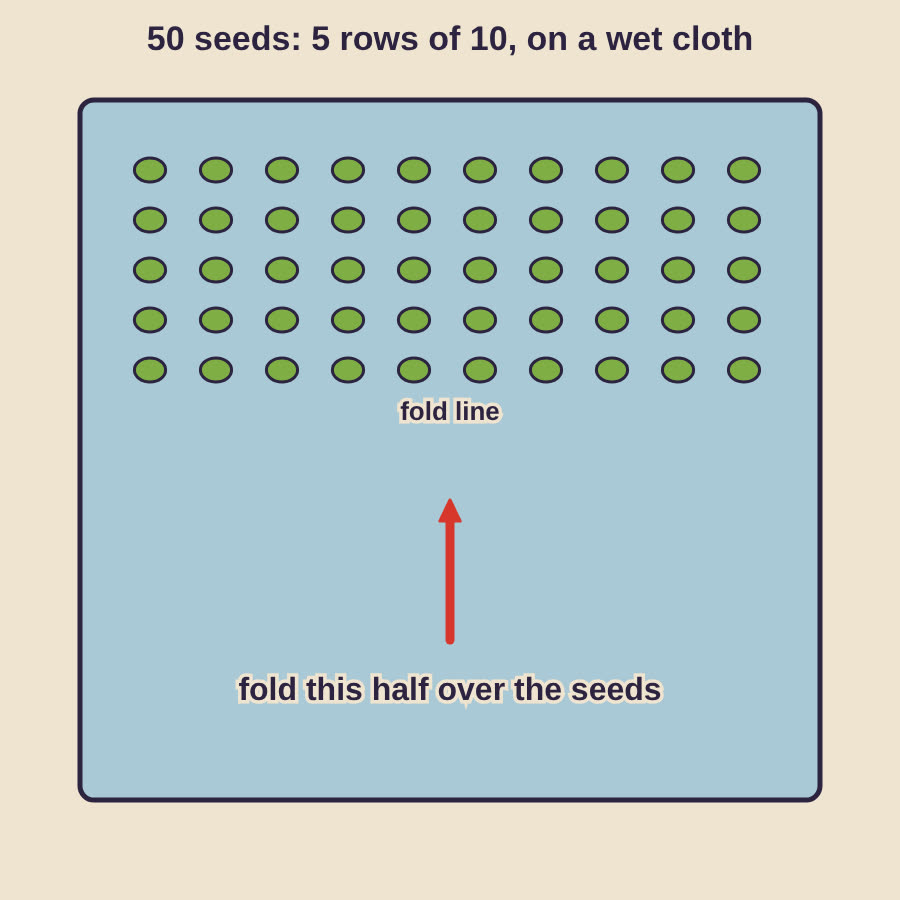 50 seeds: 5 rows of 10, on a wet cloth
fold line
fold this half over the seeds